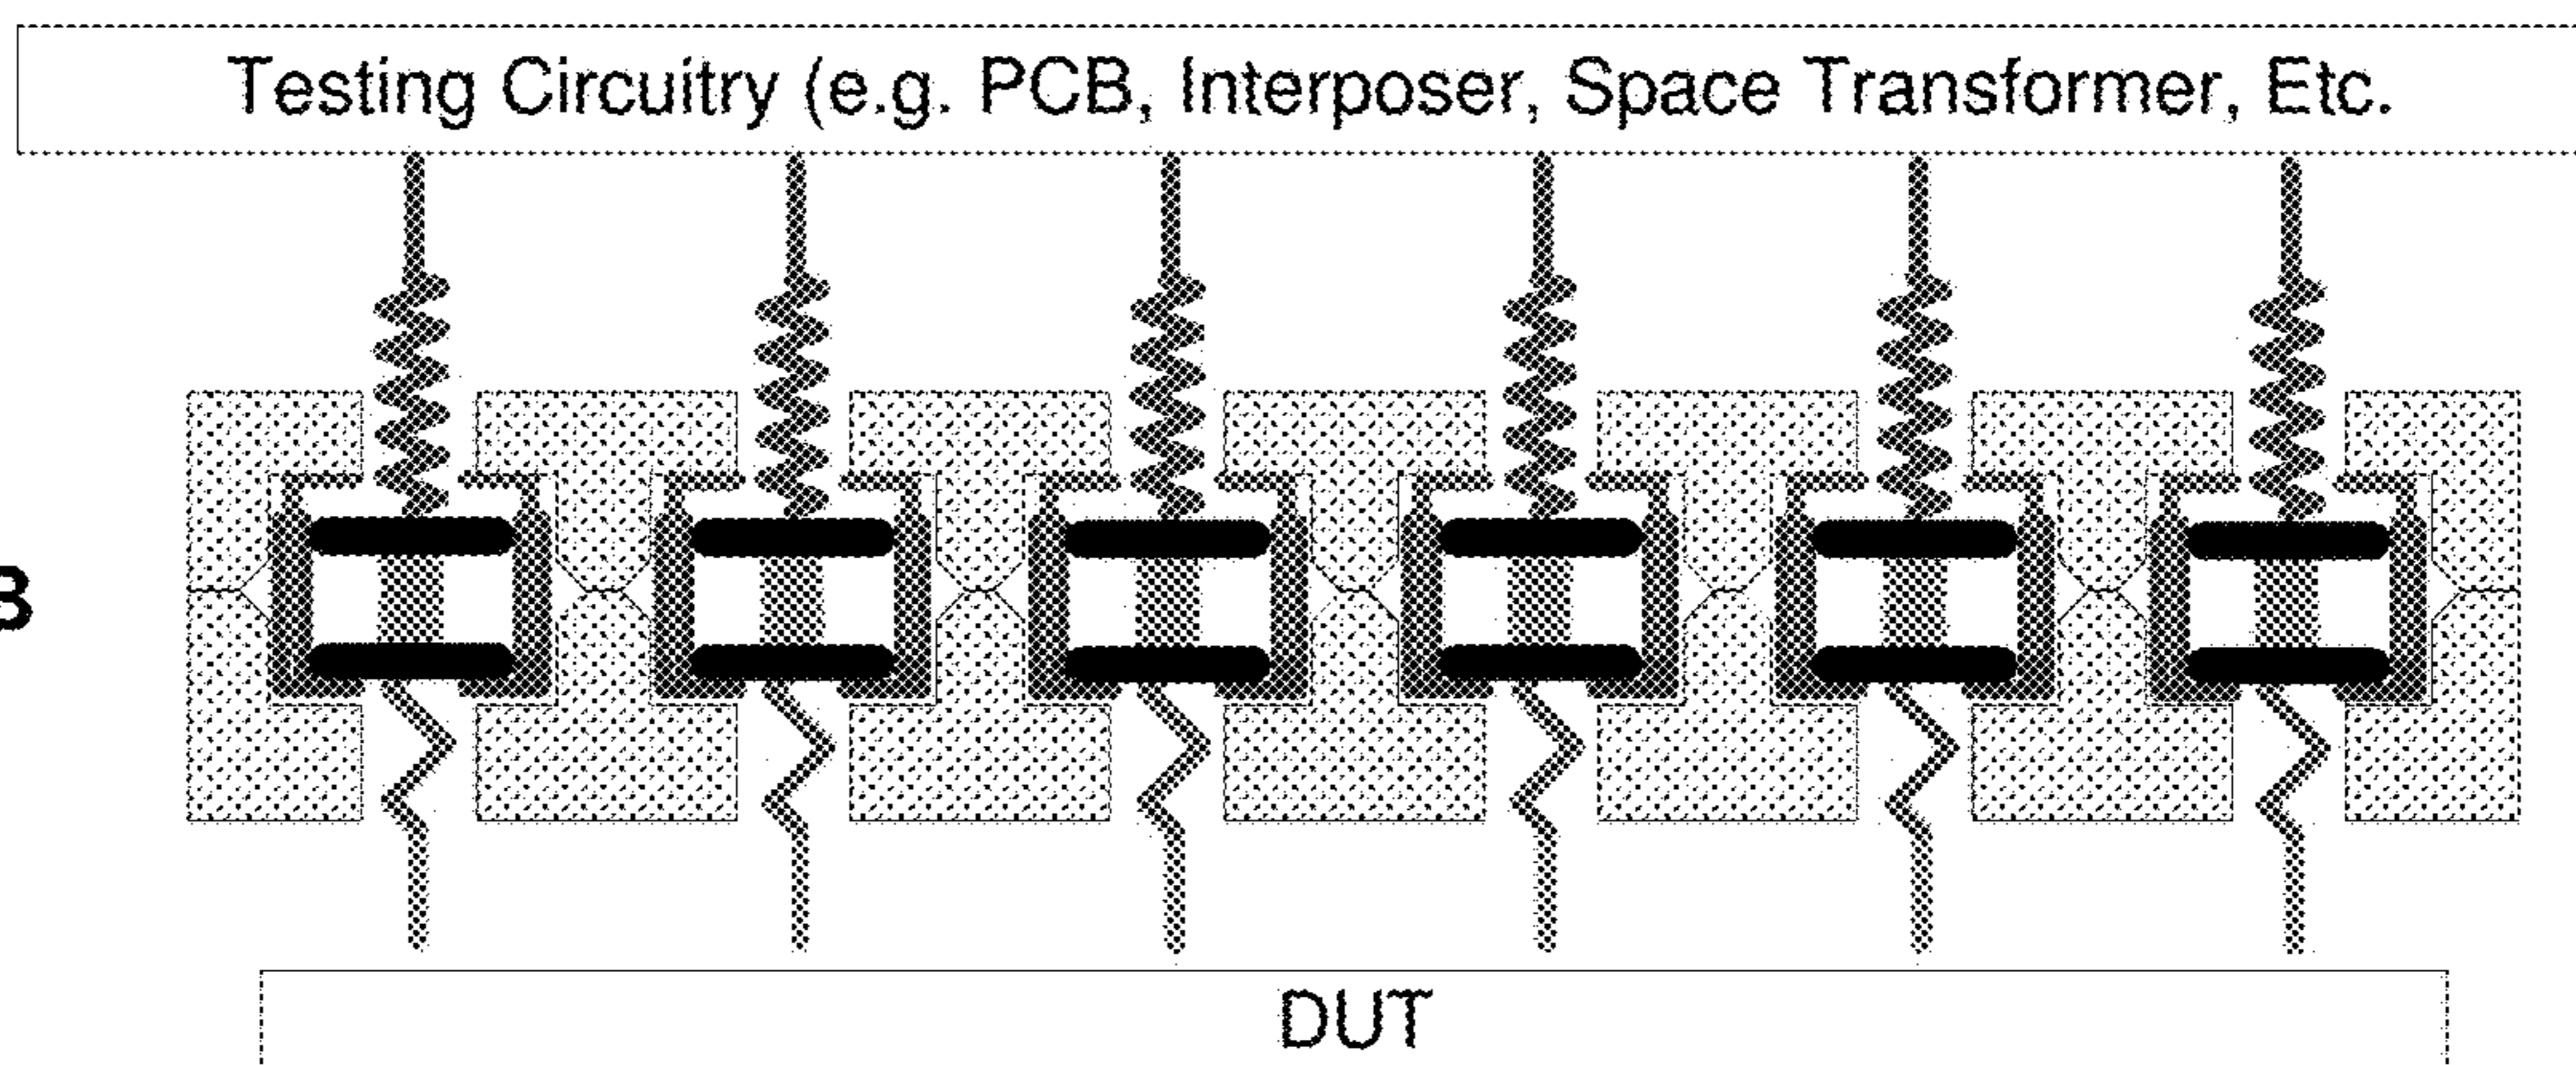 Testing Circuitry (e.g. PCB, Interposer, Space Transformer, Etc.
B
DUT